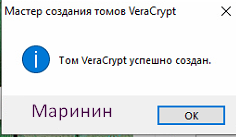 Мастер создания томов VeraCrypt
Том VeraCrypt успешно создан.
Маринин
ОК